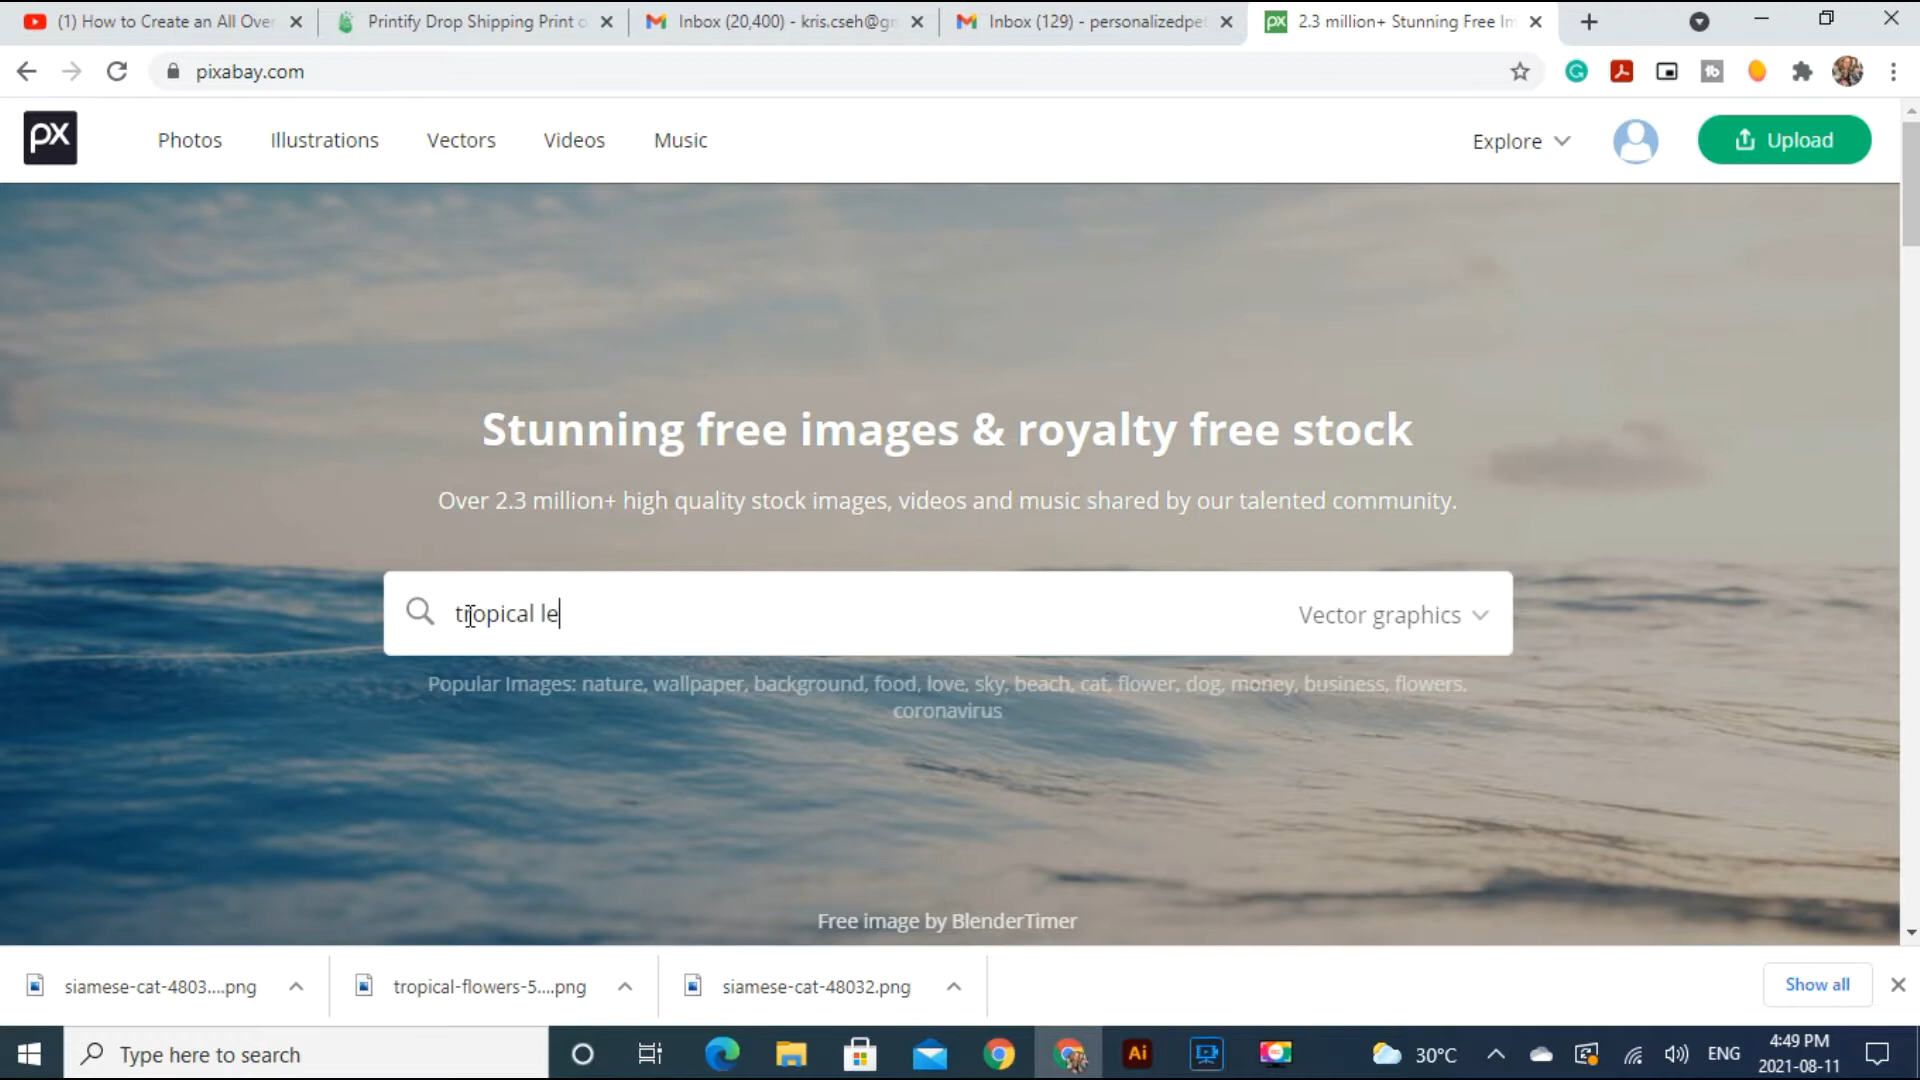 (1) How to Create an All Over
Printify Drop Shipping Print o
Inbox (20,400) - kris.cseh@gm
Inbox (129) - personalizedpet
px 2.3 million+ Stunning Free Im
pixabay.com
px
Photos
Illustrations
Vectors
Videos
Music
Explore
Upload
Stunning free images & royalty free stock
Over 2.3 million+ high quality stock images, videos and music shared by our talented community.
tropical le
Vector graphics
Popular Images: nature, wallpaper, background, food, love, sky, beach, cat, flower, dog, money, business, flowers,
coronavirus
Free image by BlenderTimer
siamese-cat-4803....png
tropical-flowers-5....png
siamese-cat-48032.png
Show all
Type here to search
Ai
30°C
ENG
4:49 PM
2021-08-11